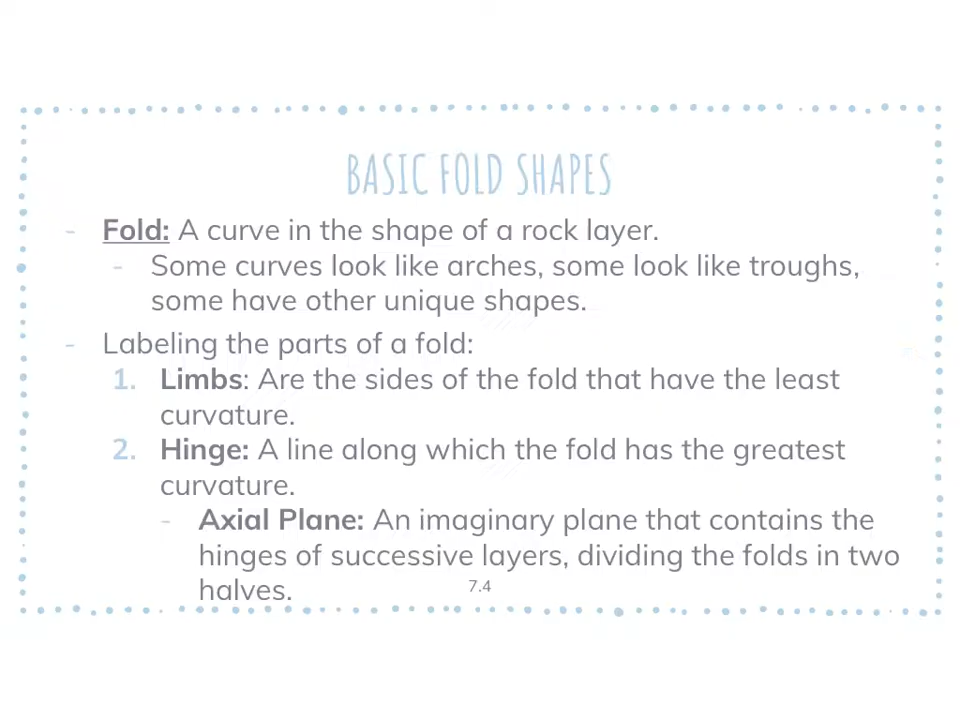 BASIC FOLD SHAPES
- Fold: A curve in the shape of a rock layer.
- Some curves look like arches, some look like troughs,
some have other unique shapes.
- Labeling the parts of a fold:
1. Limbs: Are the sides of the fold that have the least
curvature.
2. Hinge: A line along which the fold has the greatest
curvature.
- Axial Plane: An imaginary plane that contains the
hinges of successive layers, dividing the folds in two
halves.
7.4